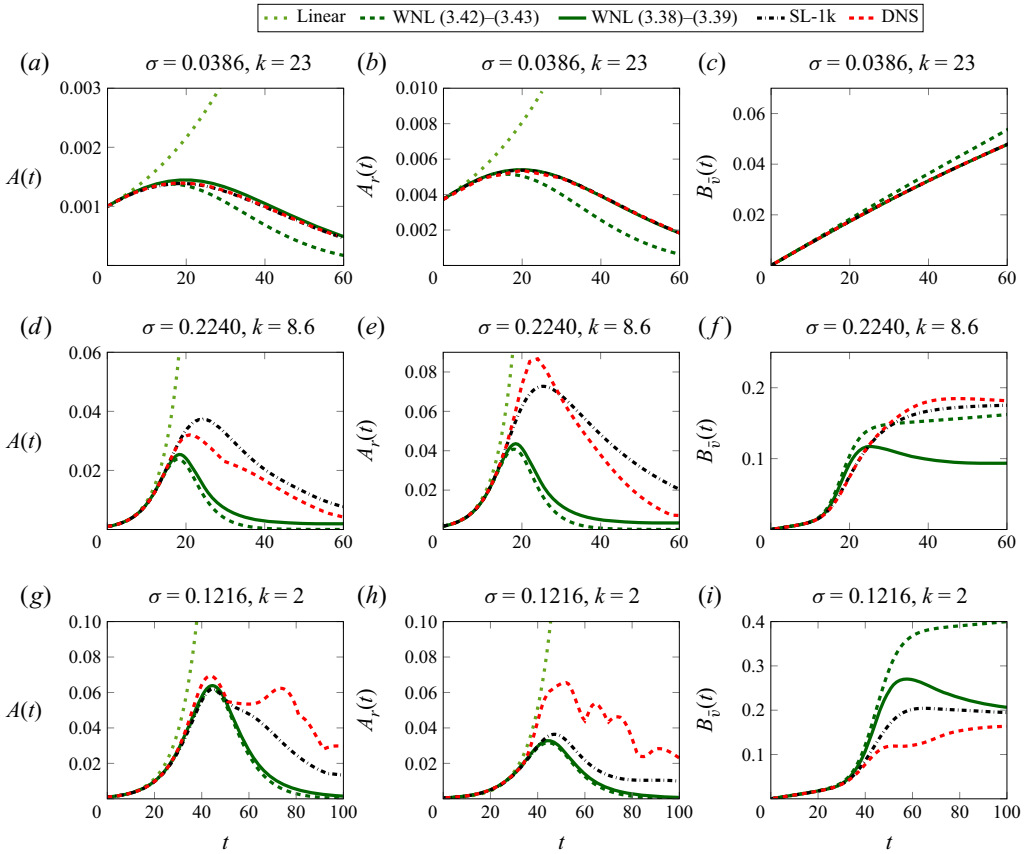 Linear WNL (3.42)–(3.43) WNL (3.38)–(3.39) SL-1k DNS
(a) σ = 0.0386, k = 23
0.003
0.002
0.001
A(t)
0 20 40 60
(b) σ = 0.0386, k = 23
0.010
0.008
0.006
0.004
0.002
A_r(t)
0 20 40 60
(c) σ = 0.0386, k = 23
0.06
0.04
0.02
B_v̄(t)
0 20 40 60
(d) σ = 0.2240, k = 8.6
0.06
0.04
0.02
A(t)
0 20 40 60
(e) σ = 0.2240, k = 8.6
0.08
0.06
0.04
0.02
A_r(t)
0 20 40 60
(f) σ = 0.2240, k = 8.6
0.2
0.1
B_v̄(t)
0 20 40 60
(g) σ = 0.1216, k = 2
0.10
0.08
0.06
0.04
0.02
A(t)
0 20 40 60 80 100
t
(h) σ = 0.1216, k = 2
0.10
0.08
0.06
0.04
0.02
A_r(t)
0 20 40 60 80 100
t
(i) σ = 0.1216, k = 2
0.4
0.3
0.2
0.1
B_v̄(t)
0 20 40 60 80 100
t